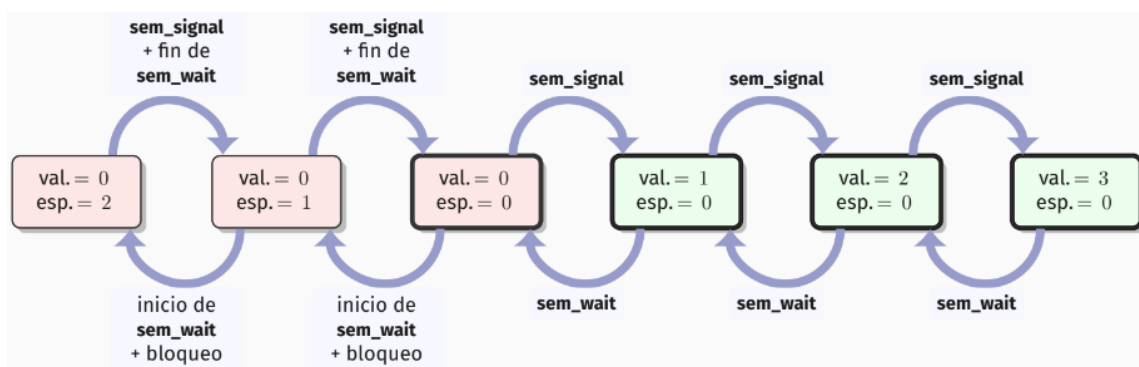 sem_signal
+ fin de
sem_wait
sem_signal
+ fin de
sem_wait
sem_signal
sem_signal
sem_signal
val. = 0
esp. = 2
val. = 0
esp. = 1
val. = 0
esp. = 0
val. = 1
esp. = 0
val. = 2
esp. = 0
val. = 3
esp. = 0
inicio de
sem_wait
+ bloqueo
inicio de
sem_wait
+ bloqueo
sem_wait
sem_wait
sem_wait